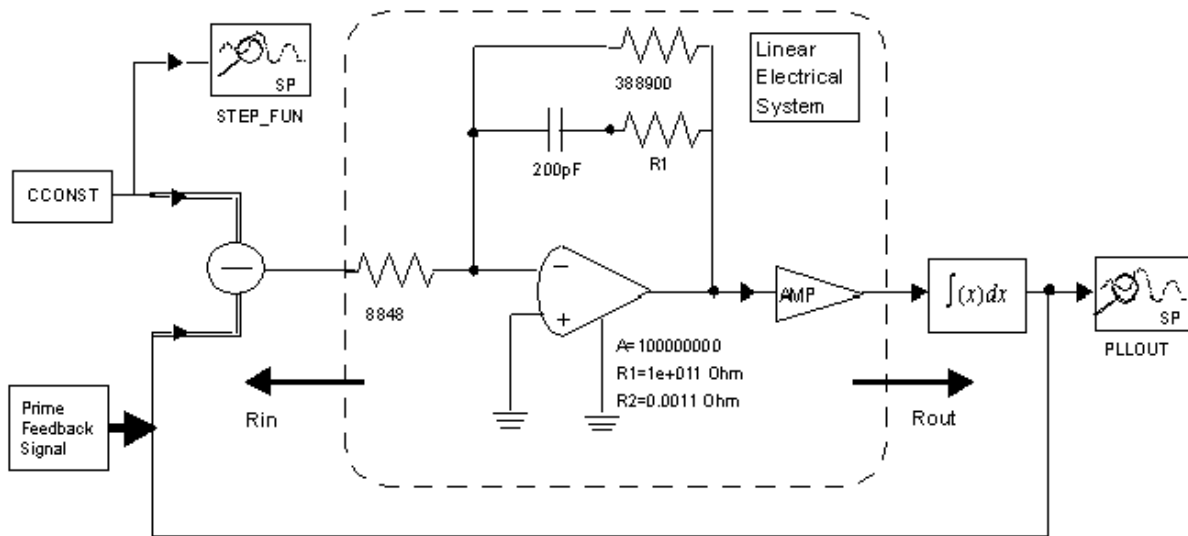 SP
STEP_FUN
CCONST
388900
Linear
Electrical
System
200pF
R1
8848
AMP
∫(x)dx
SP
PLLOUT
A=100000000
R1=1e+011 Ohm
R2=0.0011 Ohm
Rin
Rout
Prime
Feedback
Signal